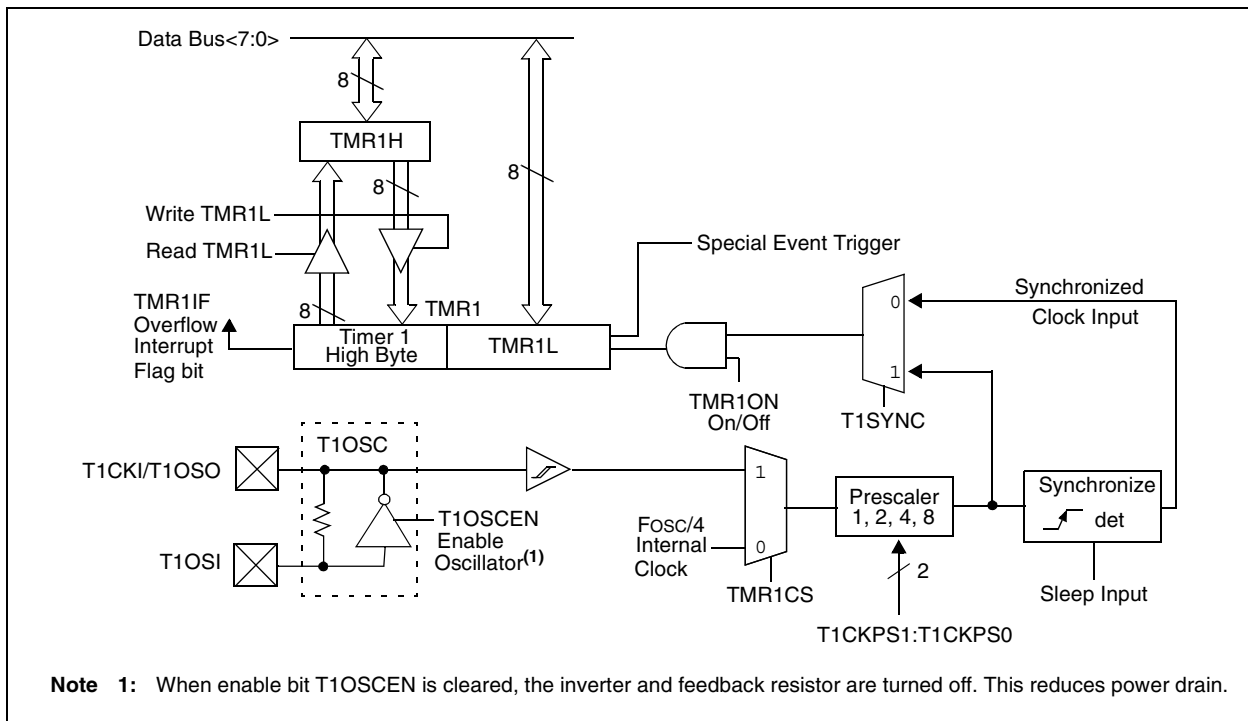 Data Bus<7:0>
8
TMR1H
8
8
Write TMR1L
Read TMR1L
Special Event Trigger
8
TMR1
TMR1IF
Overflow
Interrupt
Flag bit
Timer 1
High Byte
TMR1L
0
Synchronized
Clock Input
1
TMR1ON
On/Off
T1SYNC
T1OSC
T1CKI/T1OSO
1
Prescaler
1, 2, 4, 8
Synchronize
det
T1OSCEN
Enable
Oscillator(1)
FOSC/4
Internal
Clock
0
T1OSI
2
TMR1CS
Sleep Input
T1CKPS1:T1CKPS0
Note 1: When enable bit T1OSCEN is cleared, the inverter and feedback resistor are turned off. This reduces power drain.